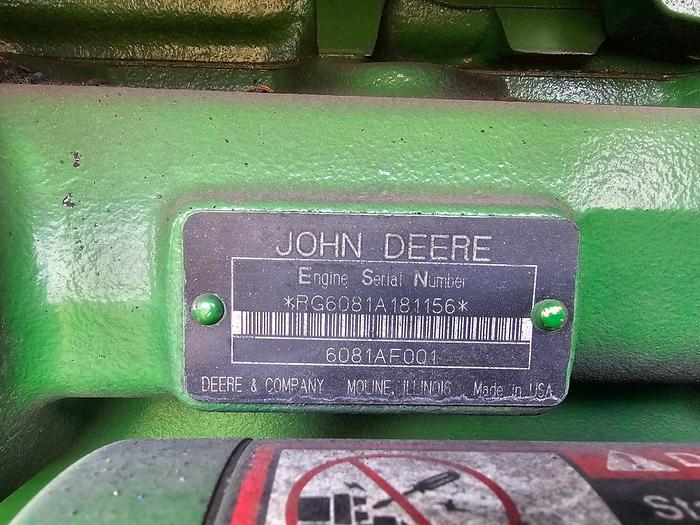 JOHN DEERE
Engine Serial Number
*RG6081A181156*
6081AF001
DEERE & COMPANY MOLINE, ILLINOIS Made in USA